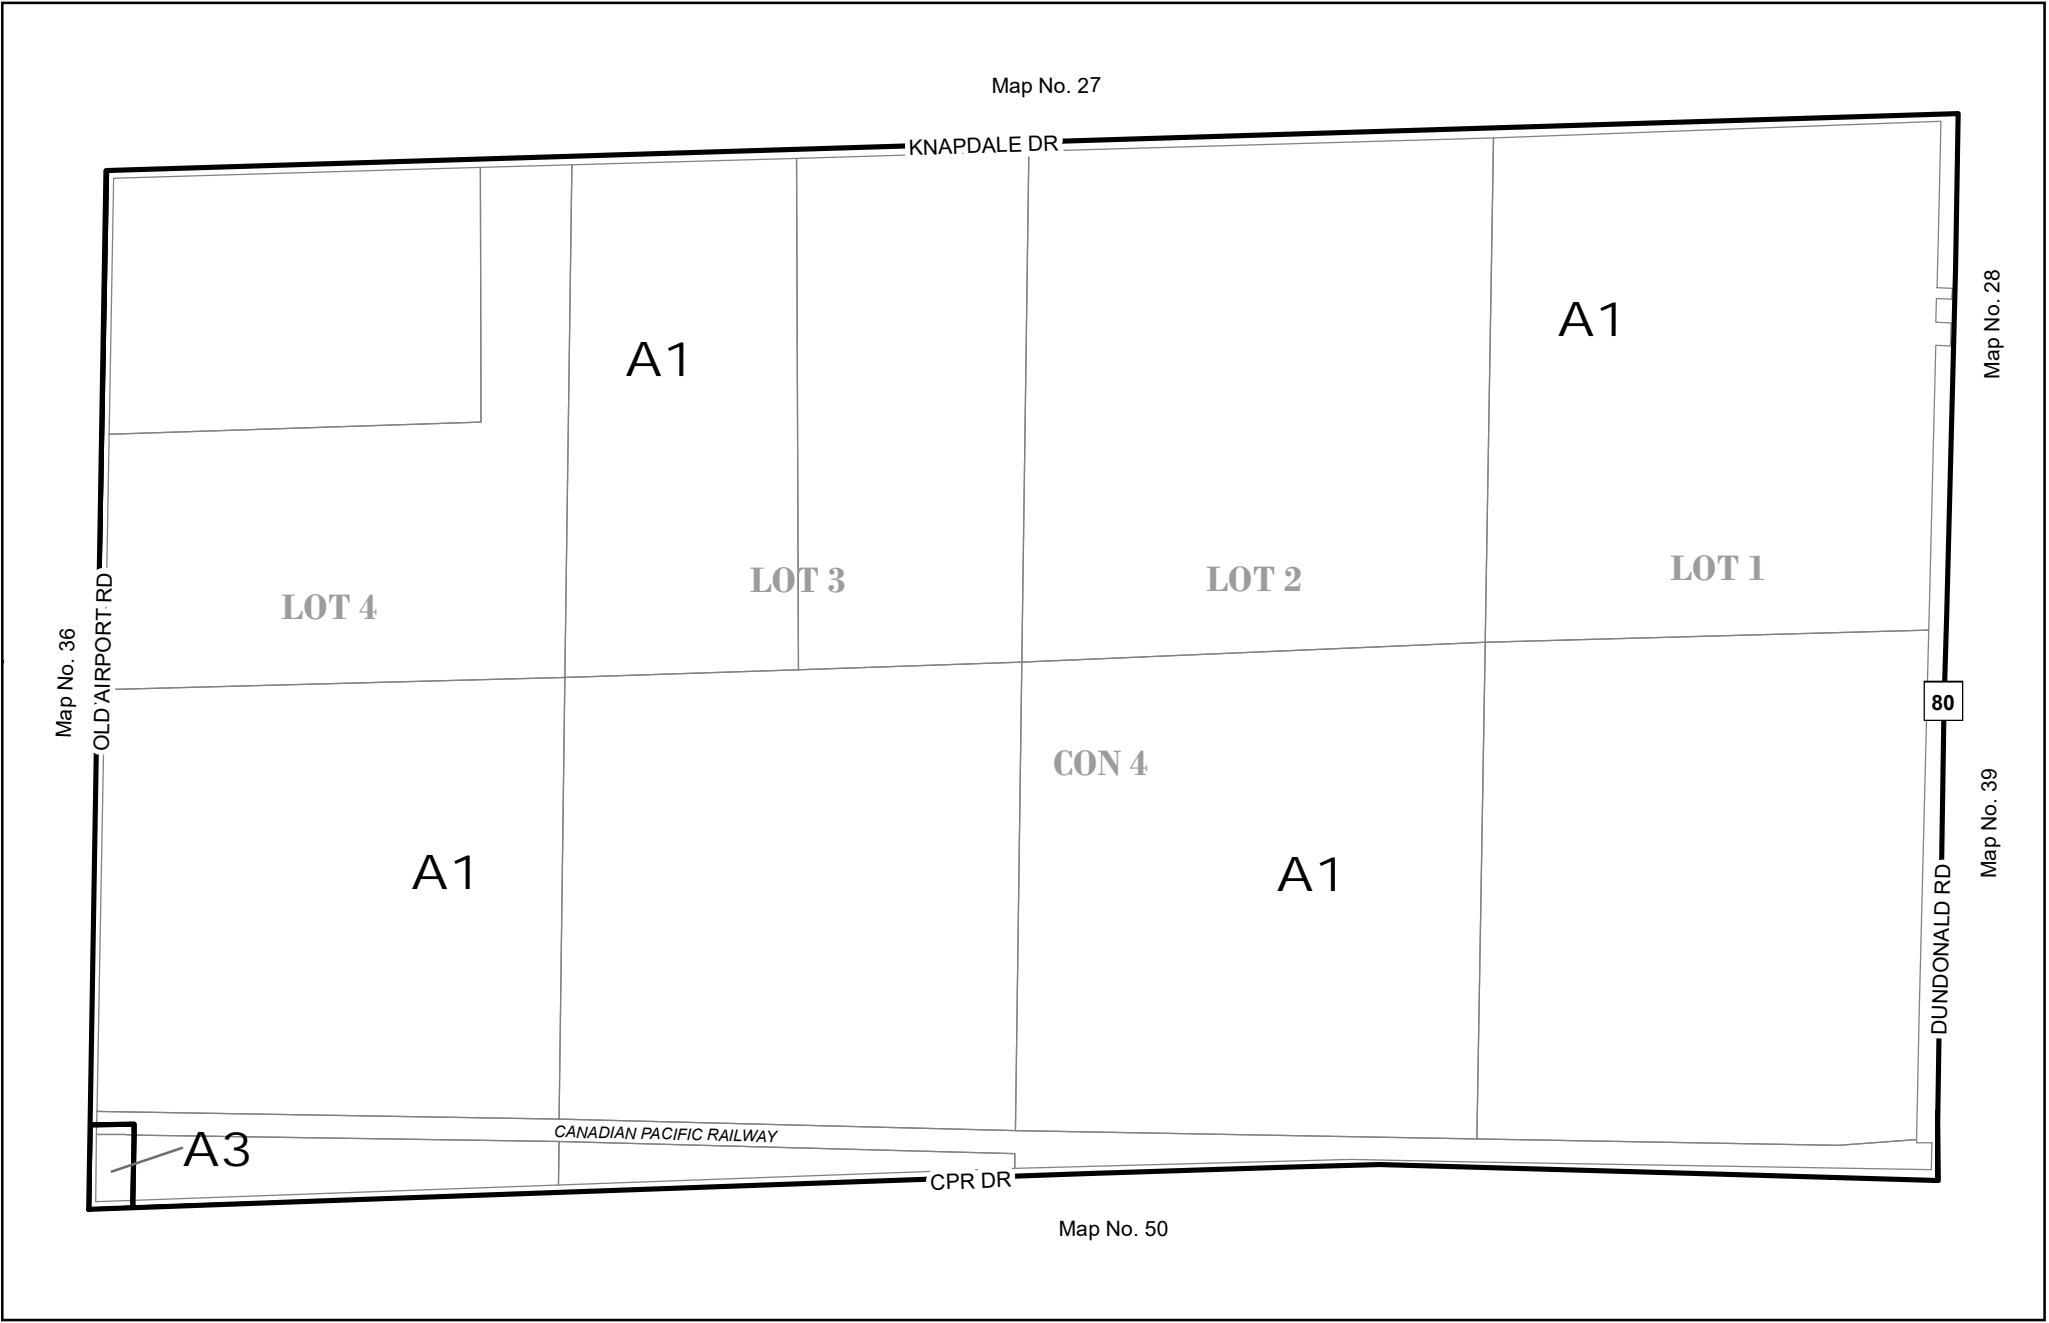 Map No. 27
KNAPDALE DR
Map No. 28
A1
A1
LOT 4
LOT 3
LOT 2
LOT 1
Map No. 36
OLD AIRPORT RD
80
CON 4
Map No. 39
A1
A1
DUNDONALD RD
CANADIAN PACIFIC RAILWAY
A3
CPR DR
Map No. 50